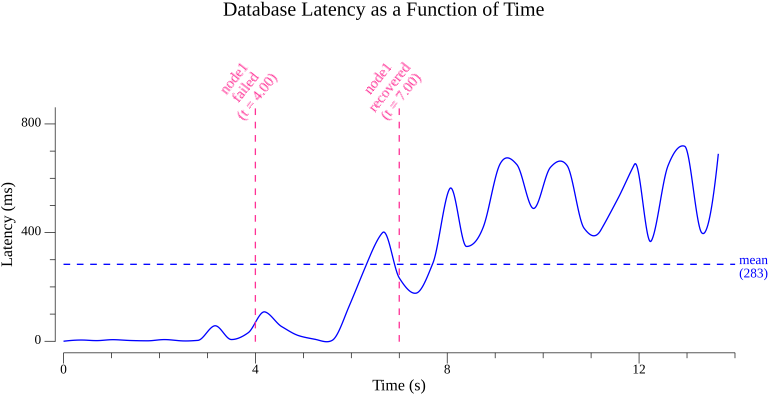 Database Latency as a Function of Time
node1
failed
(t = 4.00)
node1
recovered
(t = 7.00)
800
400
0
Latency (ms)
mean
(283)
0
4
8
12
Time (s)